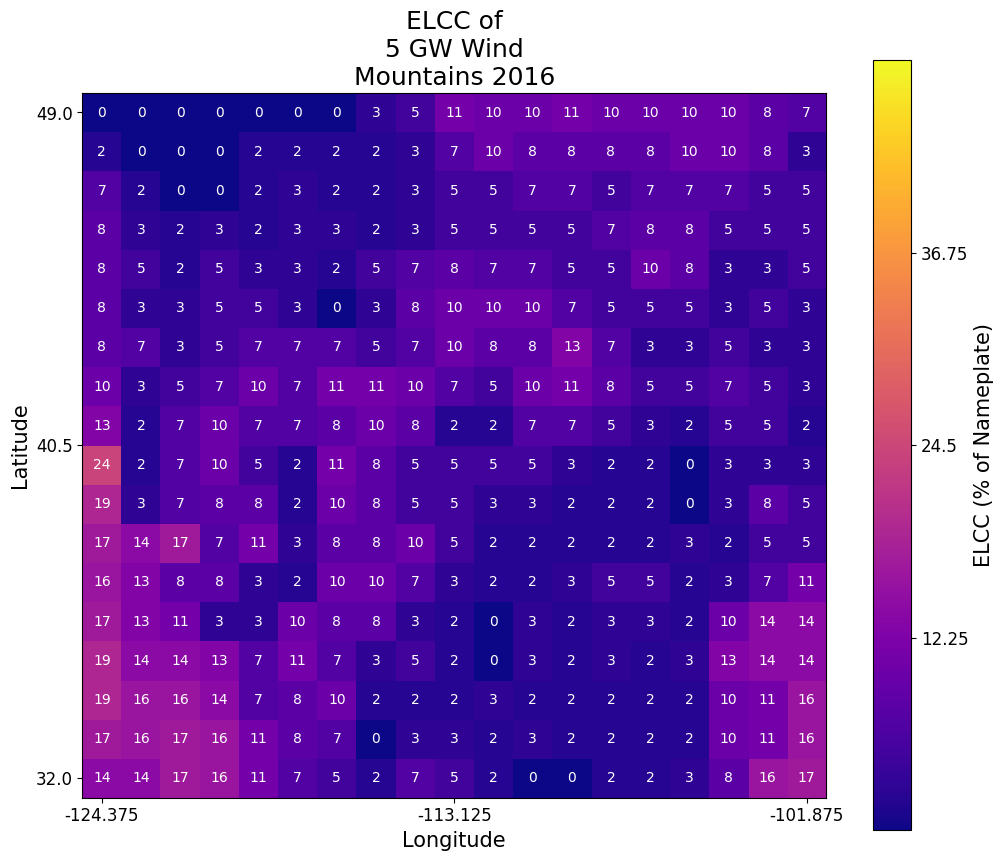 ELCC of
5 GW Wind
Mountains 2016
49.0
0 0 0 0 0 0 0 3 5 11 10 10 11 10 10 10 10 8 7
2 0 0 0 2 2 2 2 3 7 10 8 8 8 8 10 10 8 3
7 2 0 0 2 3 2 2 3 5 5 7 7 5 7 7 7 5 5
8 3 2 3 2 3 3 2 3 5 5 5 5 7 8 8 5 5 5
8 5 2 5 3 3 2 5 7 8 7 7 5 5 10 8 3 3 5
8 3 3 5 5 3 0 3 8 10 10 10 7 5 5 5 3 5 3
8 7 3 5 7 7 7 5 7 10 8 8 13 7 3 3 5 3 3
10 3 5 7 10 7 11 11 10 7 5 10 11 8 5 5 7 5 3
40.5
13 2 7 10 7 7 8 10 8 2 2 7 7 5 3 2 5 5 2
24 2 7 10 5 2 11 8 5 5 5 5 3 2 2 0 3 3 3
19 3 7 8 8 2 10 8 5 5 3 3 2 2 2 0 3 8 5
17 14 17 7 11 3 8 8 10 5 2 2 2 2 2 3 2 5 5
16 13 8 8 3 2 10 10 7 3 2 2 3 5 5 2 3 7 11
17 13 11 3 3 10 8 8 3 2 0 3 2 3 3 2 10 14 14
19 14 14 13 7 11 7 3 5 2 0 3 2 3 2 3 13 14 14
19 16 16 14 7 8 10 2 2 2 3 2 2 2 2 2 10 11 16
17 16 17 16 11 8 7 0 3 3 2 3 2 2 2 2 10 11 16
32.0
14 14 17 16 11 7 5 2 7 5 2 0 0 2 2 3 8 16 17
-124.375 -113.125 -101.875
Longitude
Latitude
36.75
24.5
12.25
ELCC (% of Nameplate)